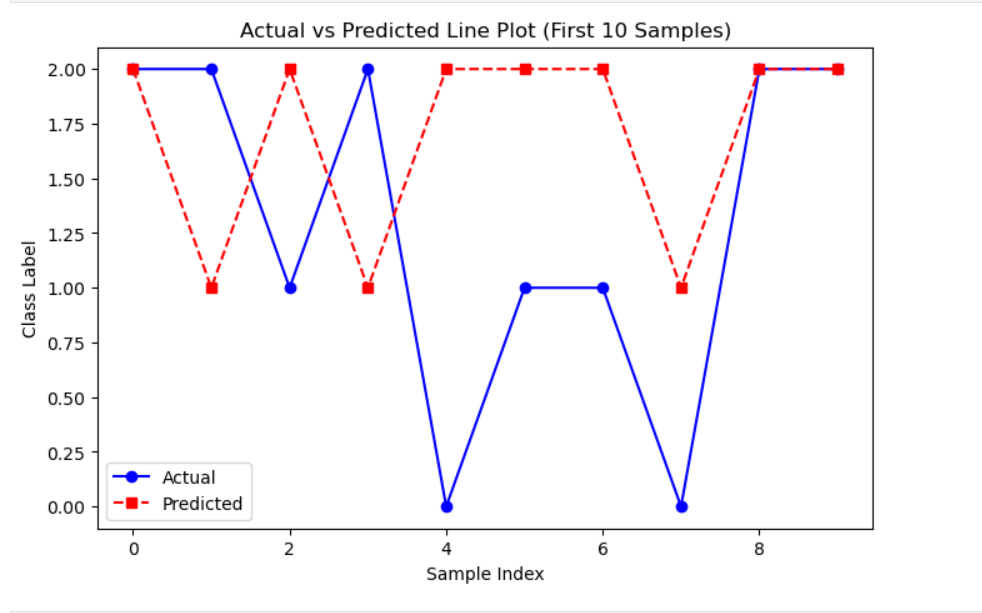 Actual vs Predicted Line Plot (First 10 Samples)
2.00
1.75
1.50
1.25
1.00
0.75
0.50
0.25
0.00
Class Label
Actual
Predicted
0 2 4 6 8
Sample Index